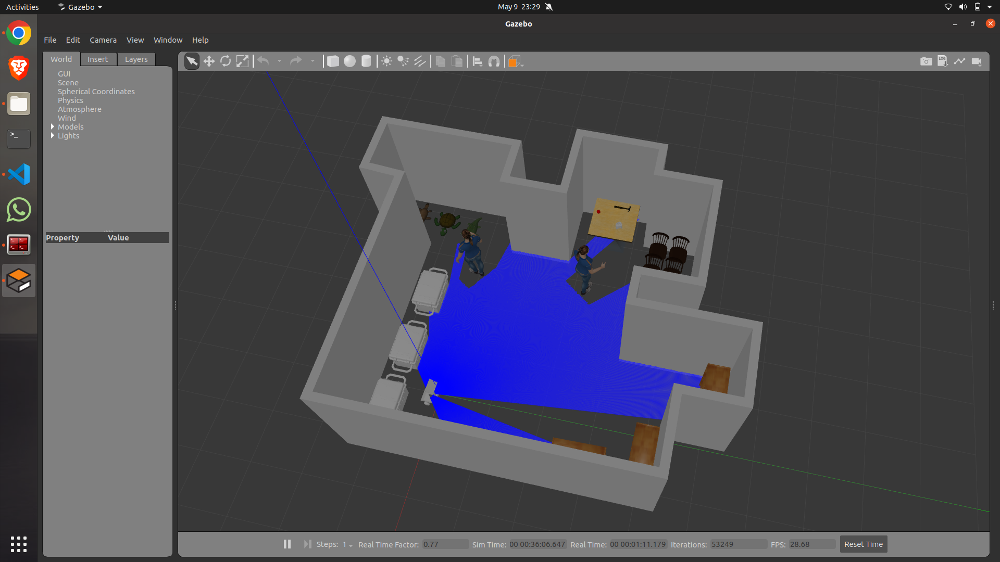 Activities Gazebo May 9 23:29
Gazebo
File Edit Camera View Window Help
World Insert Layers
LOG
GUI
Scene
Spherical Coordinates
Physics
Atmosphere
Wind
Models
Lights
Property Value
>_
Steps: 1 Real Time Factor: 0.77 Sim Time: 00 00:36:06.647 Real Time: 00 00:01:11.179 Iterations: 53249 FPS: 28.68 Reset Time